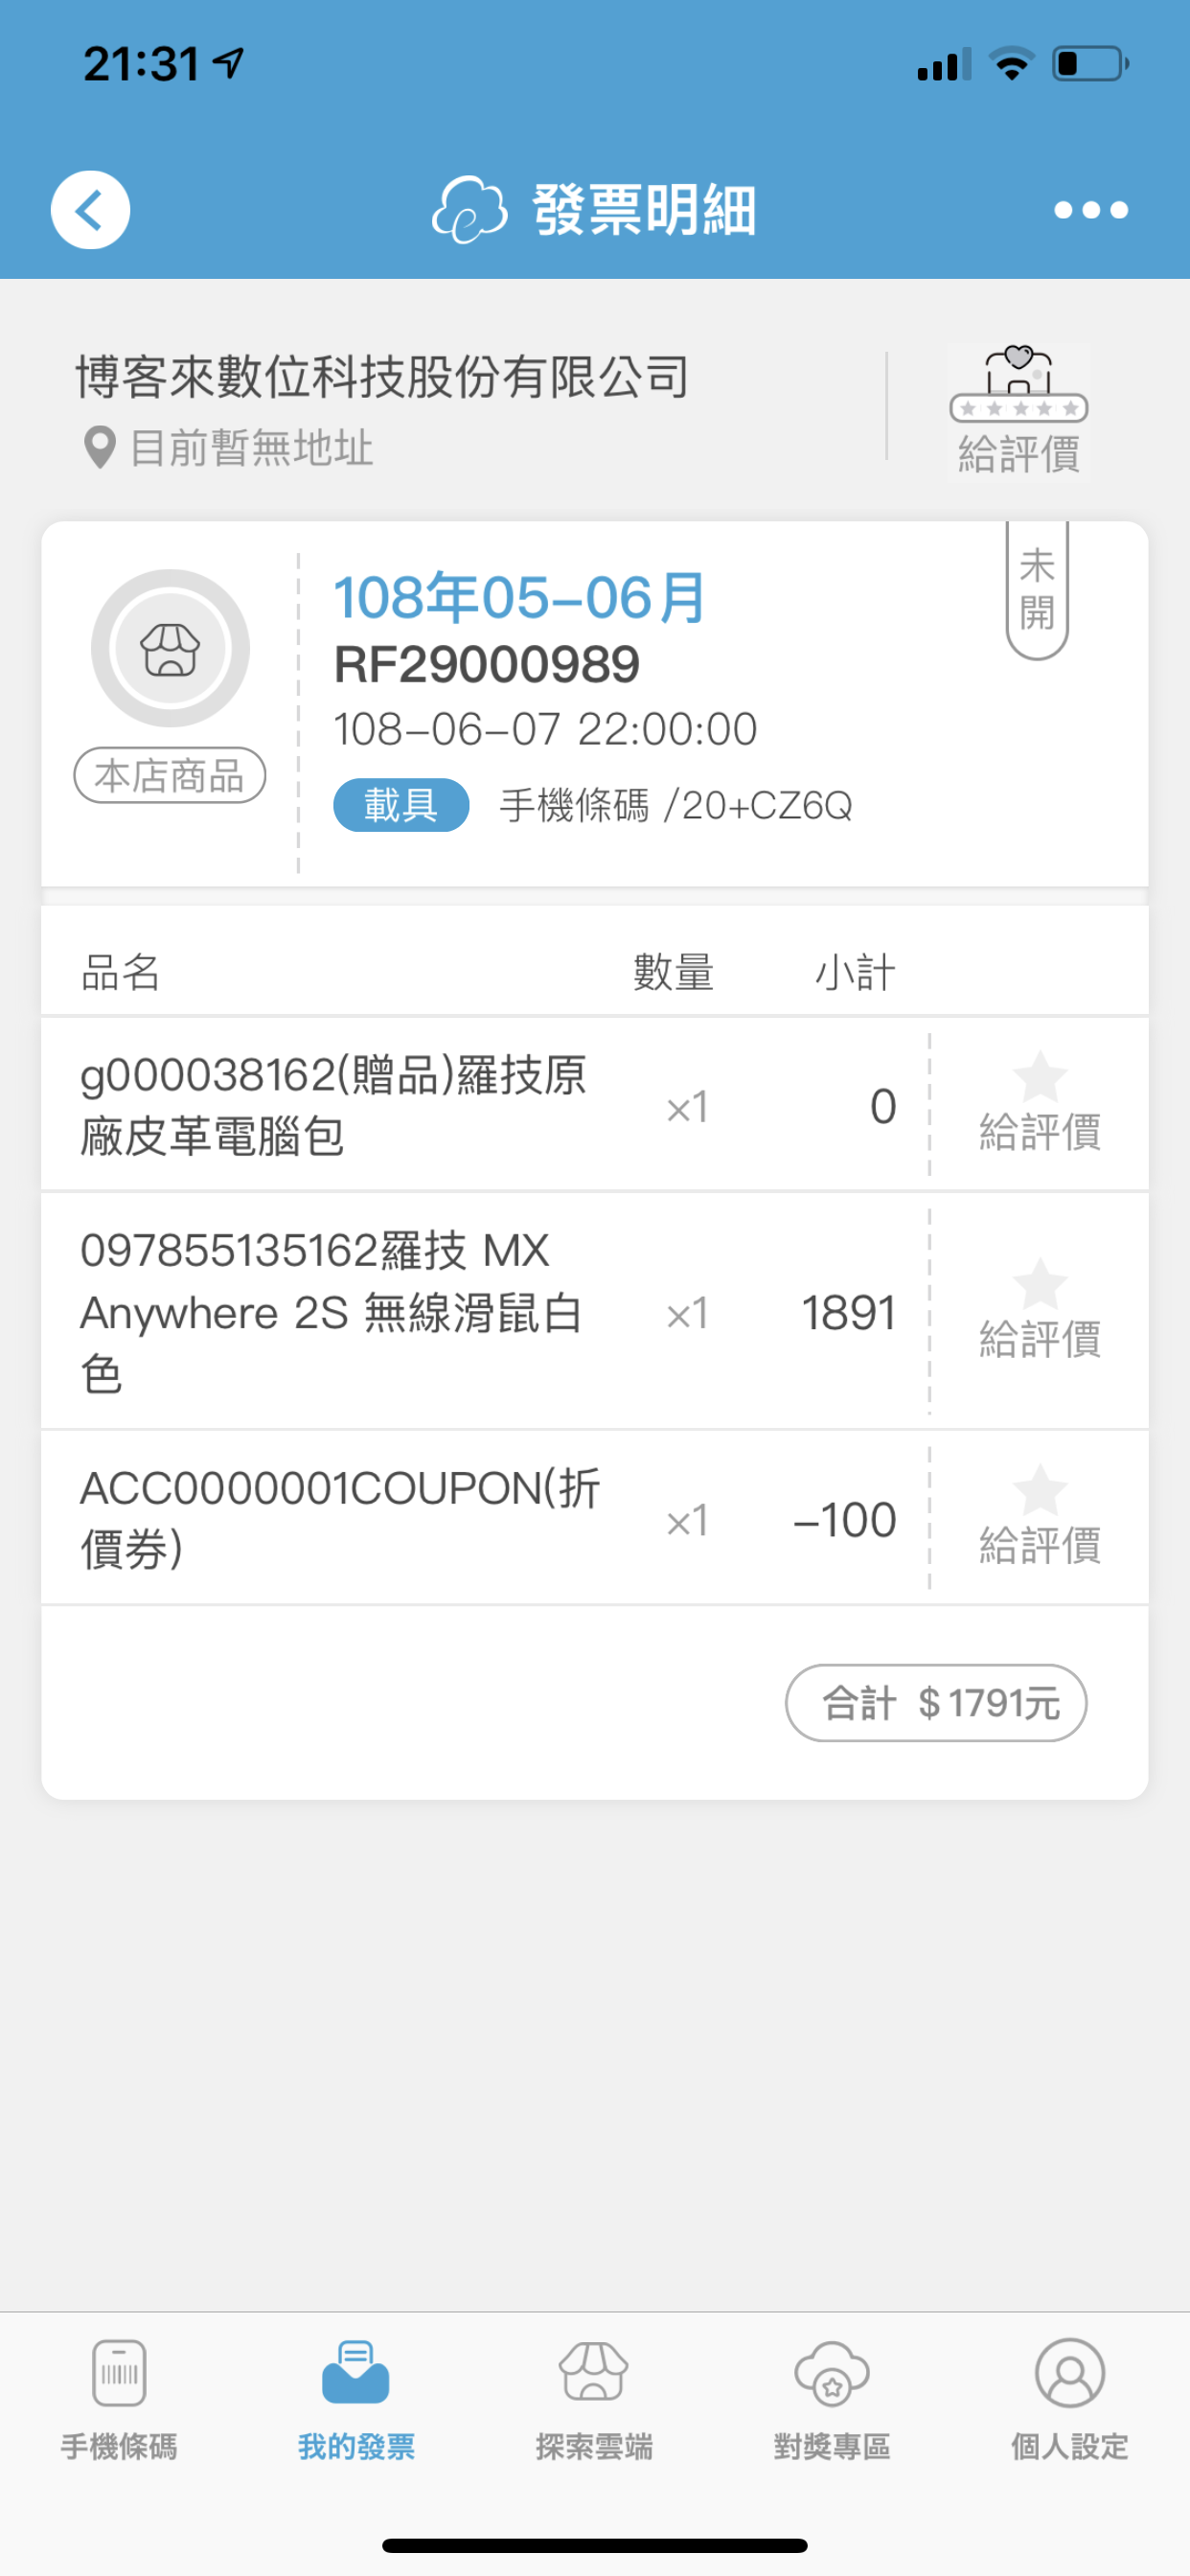 21:31
發票明細
博客來數位科技股份有限公司
目前暫無地址
給評價
108年05-06月
未開
RF29000989
108-06-07 22:00:00
本店商品
載具 手機條碼 /20+CZ6Q
品名 數量 小計
g000038162(贈品)羅技原
廠皮革電腦包
×1 0
給評價
097855135162羅技 MX
Anywhere 2S 無線滑鼠白
色
×1 1891
給評價
ACC0000001COUPON(折
價券)
×1 -100
給評價
合計 $1791元
手機條碼 我的發票 探索雲端 對獎專區 個人設定